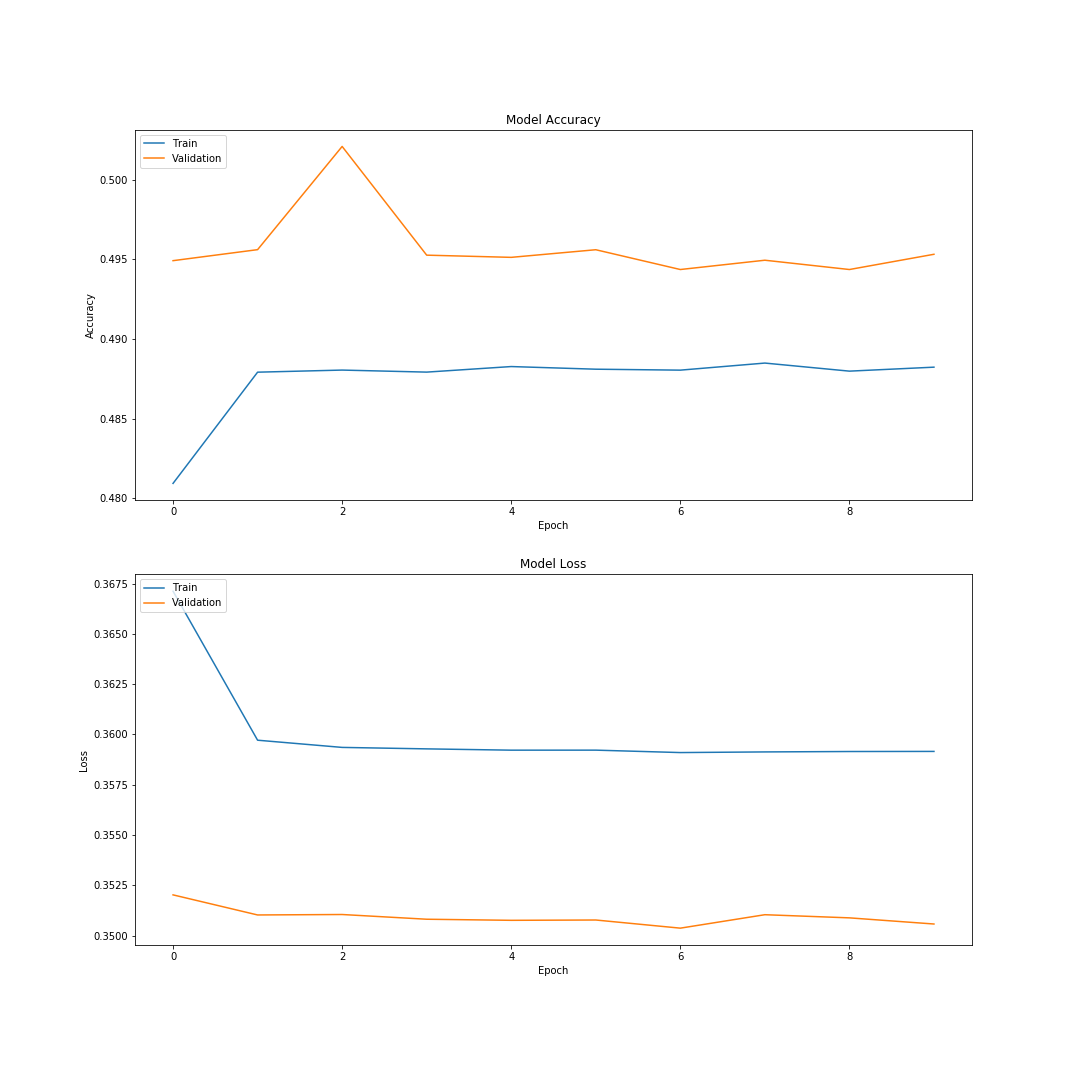 Model Accuracy
Train
Validation
0.500
0.495
0.490
0.485
0.480
Accuracy
0 2 4 6 8
Epoch
Model Loss
Train
Validation
0.3675
0.3650
0.3625
0.3600
0.3575
0.3550
0.3525
0.3500
Loss
0 2 4 6 8
Epoch